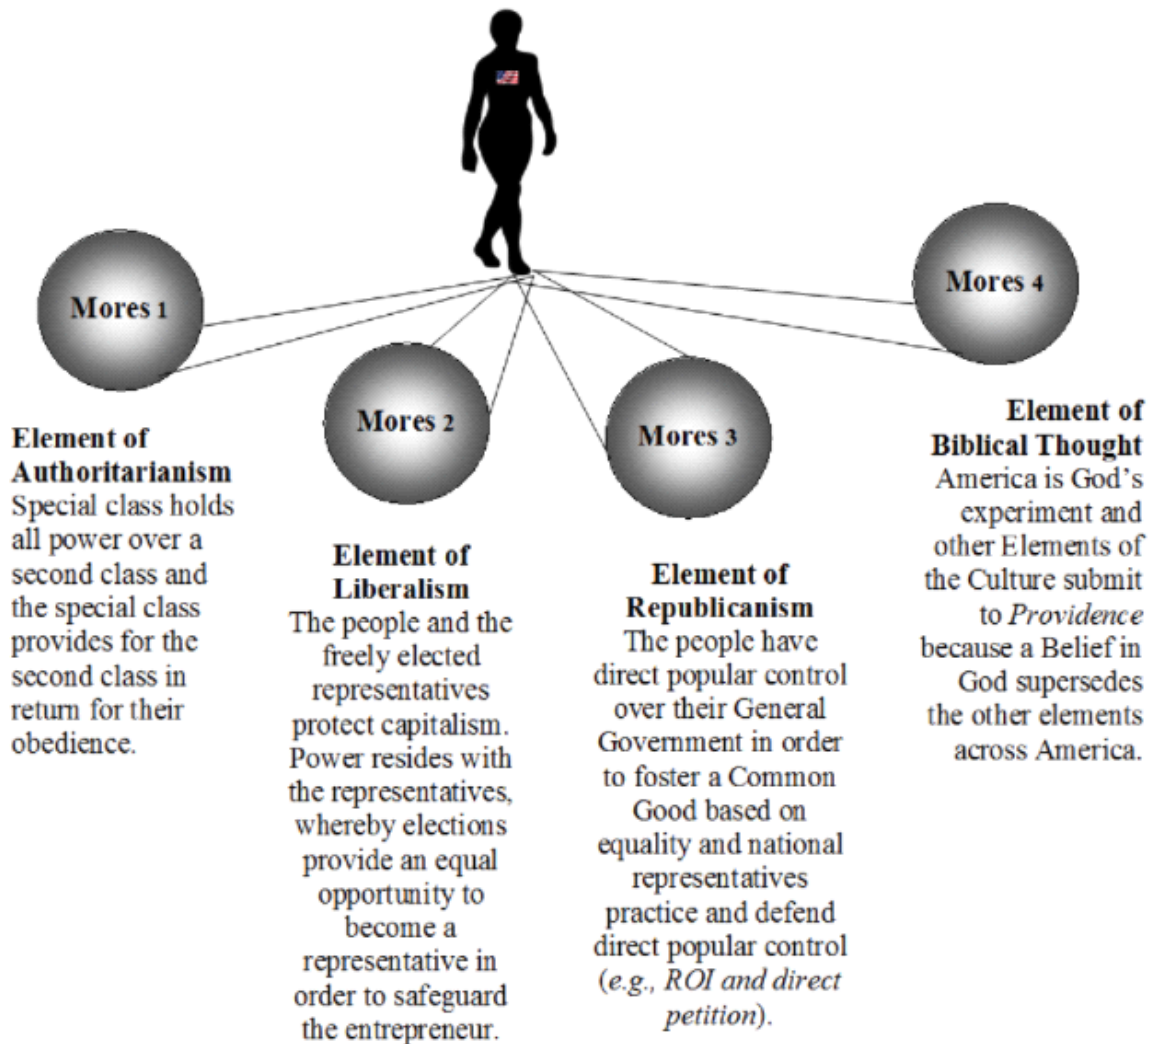 Mores 1
Mores 2
Mores 3
Mores 4
Element of
Authoritarianism
Special class holds
all power over a
second class and
the special class
provides for the
second class in
return for their
obedience.
Element of
Liberalism
The people and the
freely elected
representatives
protect capitalism.
Power resides with
the representatives,
whereby elections
provide an equal
opportunity to
become a
representative in
order to safeguard
the entrepreneur.
Element of
Republicanism
The people have
direct popular control
over their General
Government in order
to foster a Common
Good based on
equality and national
representatives
practice and defend
direct popular control
(e.g., ROI and direct
petition).
Element of
Biblical Thought
America is God's
experiment and
other Elements of
the Culture submit
to Providence
because a Belief in
God supersedes
the other elements
across America.